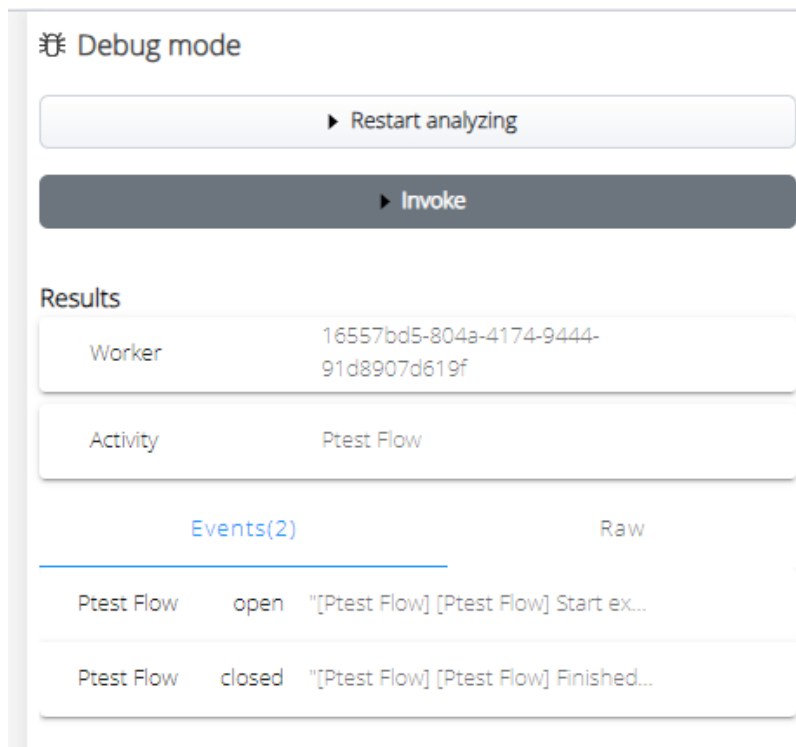 Debug mode
Restart analyzing
Invoke
Results
Worker 16557bd5-804a-4174-9444-
91d8907d619f
Activity Ptest Flow
Events(2) Raw
Ptest Flow open "[Ptest Flow] [Ptest Flow] Start ex...
Ptest Flow closed "[Ptest Flow] [Ptest Flow] Finished...